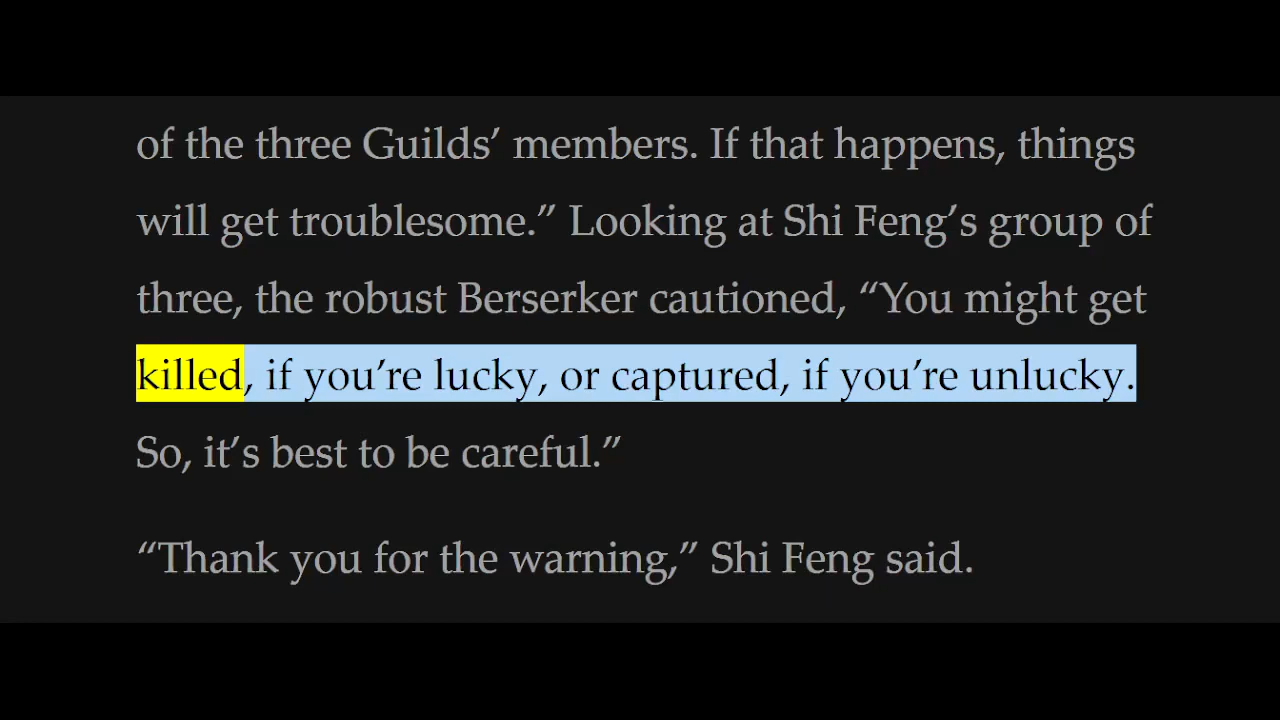 of the three Guilds’ members. If that happens, things
will get troublesome.” Looking at Shi Feng’s group of
three, the robust Berserker cautioned, “You might get
killed, if you’re lucky, or captured, if you’re unlucky.
So, it’s best to be careful.”
“Thank you for the warning,” Shi Feng said.